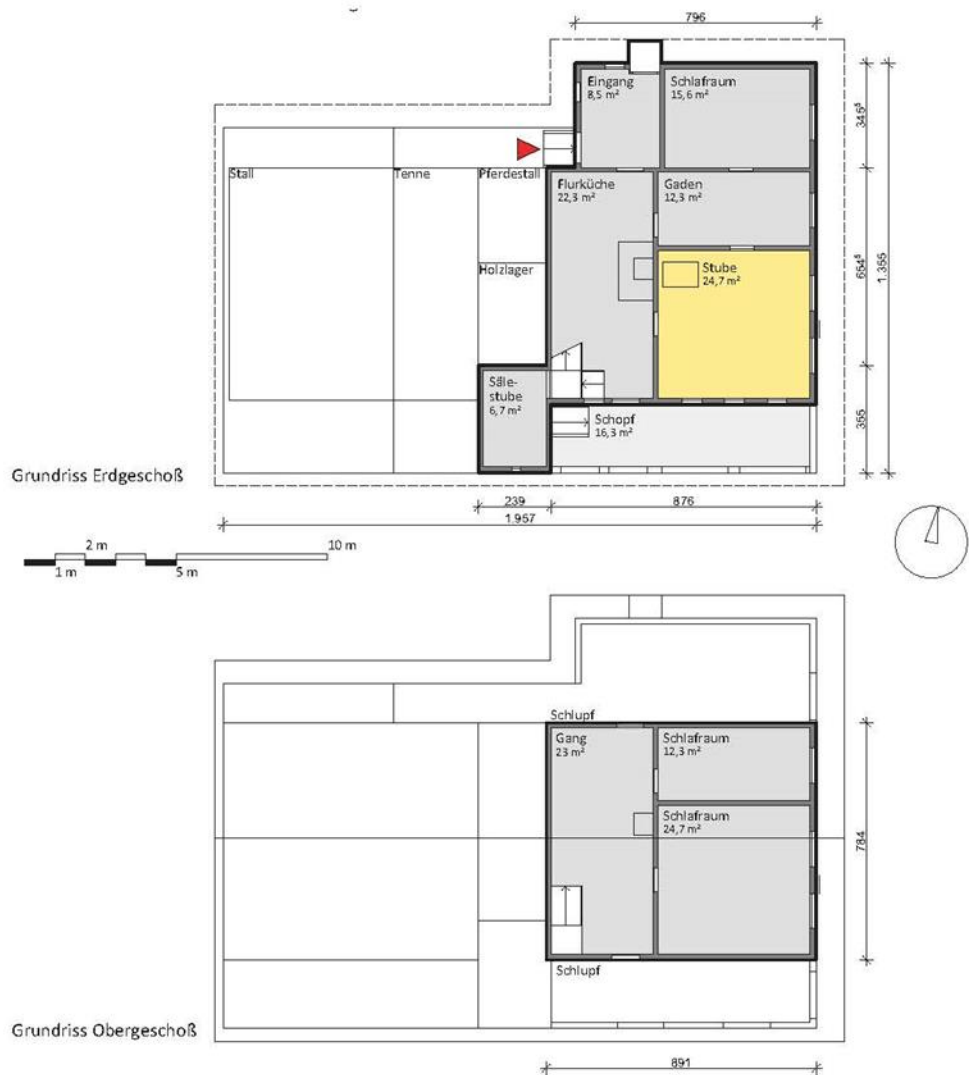 796
Eingang
8,5 m²
Schlafraum
15,6 m²
345⁵
Stall
Tenne
Pferdestall
Flurküche
22,3 m²
Gaden
12,3 m²
Holzlager
Stube
24,7 m²
654⁵
1.355
Säle-
stube
6,7 m²
Schopf
16,3 m²
355
Grundriss Erdgeschoß
239
876
1.957
2 m
10 m
1 m
5 m
Schlupf
Gang
23 m²
Schlafraum
12,3 m²
Schlafraum
24,7 m²
784
Schlupf
Grundriss Obergeschoß
891